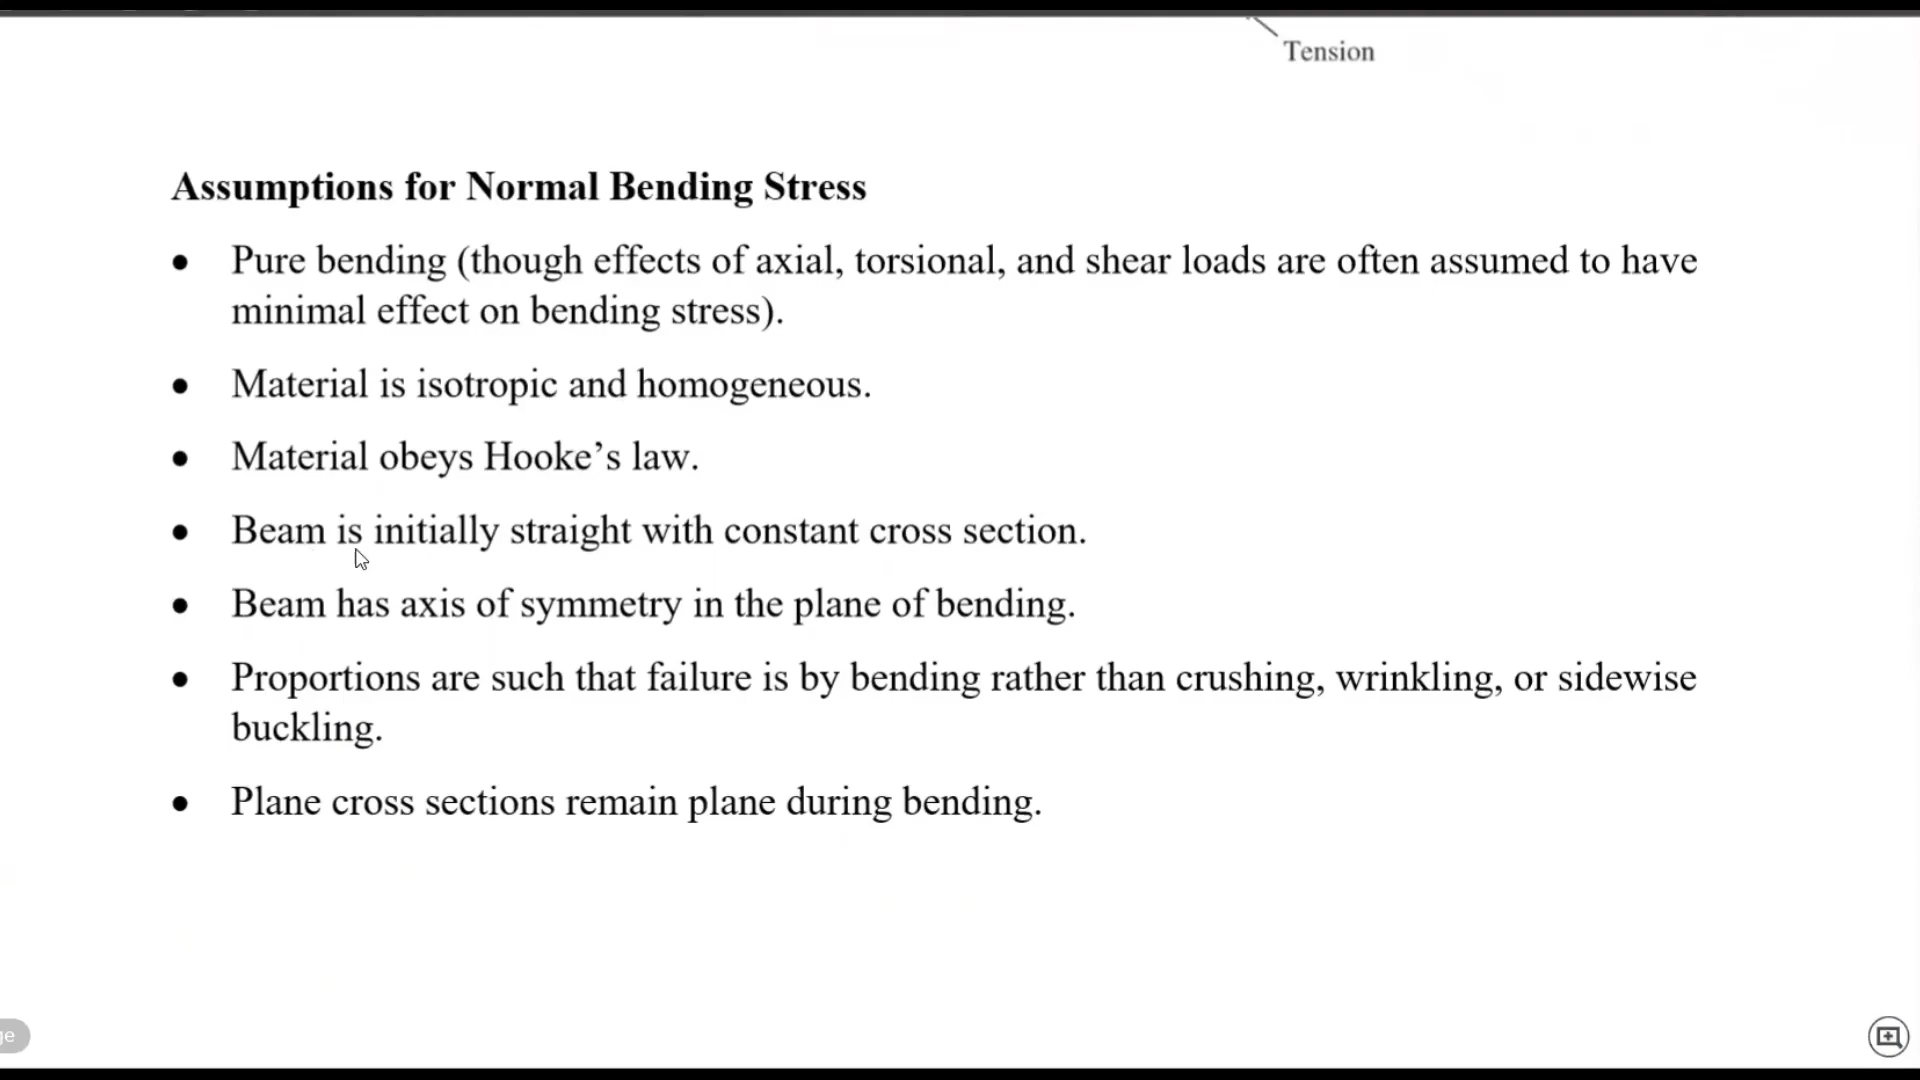 Tension
Assumptions for Normal Bending Stress
● Pure bending (though effects of axial, torsional, and shear loads are often assumed to have
minimal effect on bending stress).
● Material is isotropic and homogeneous.
● Material obeys Hooke’s law.
● Beam is initially straight with constant cross section.
● Beam has axis of symmetry in the plane of bending.
● Proportions are such that failure is by bending rather than crushing, wrinkling, or sidewise
buckling.
● Plane cross sections remain plane during bending.
ge